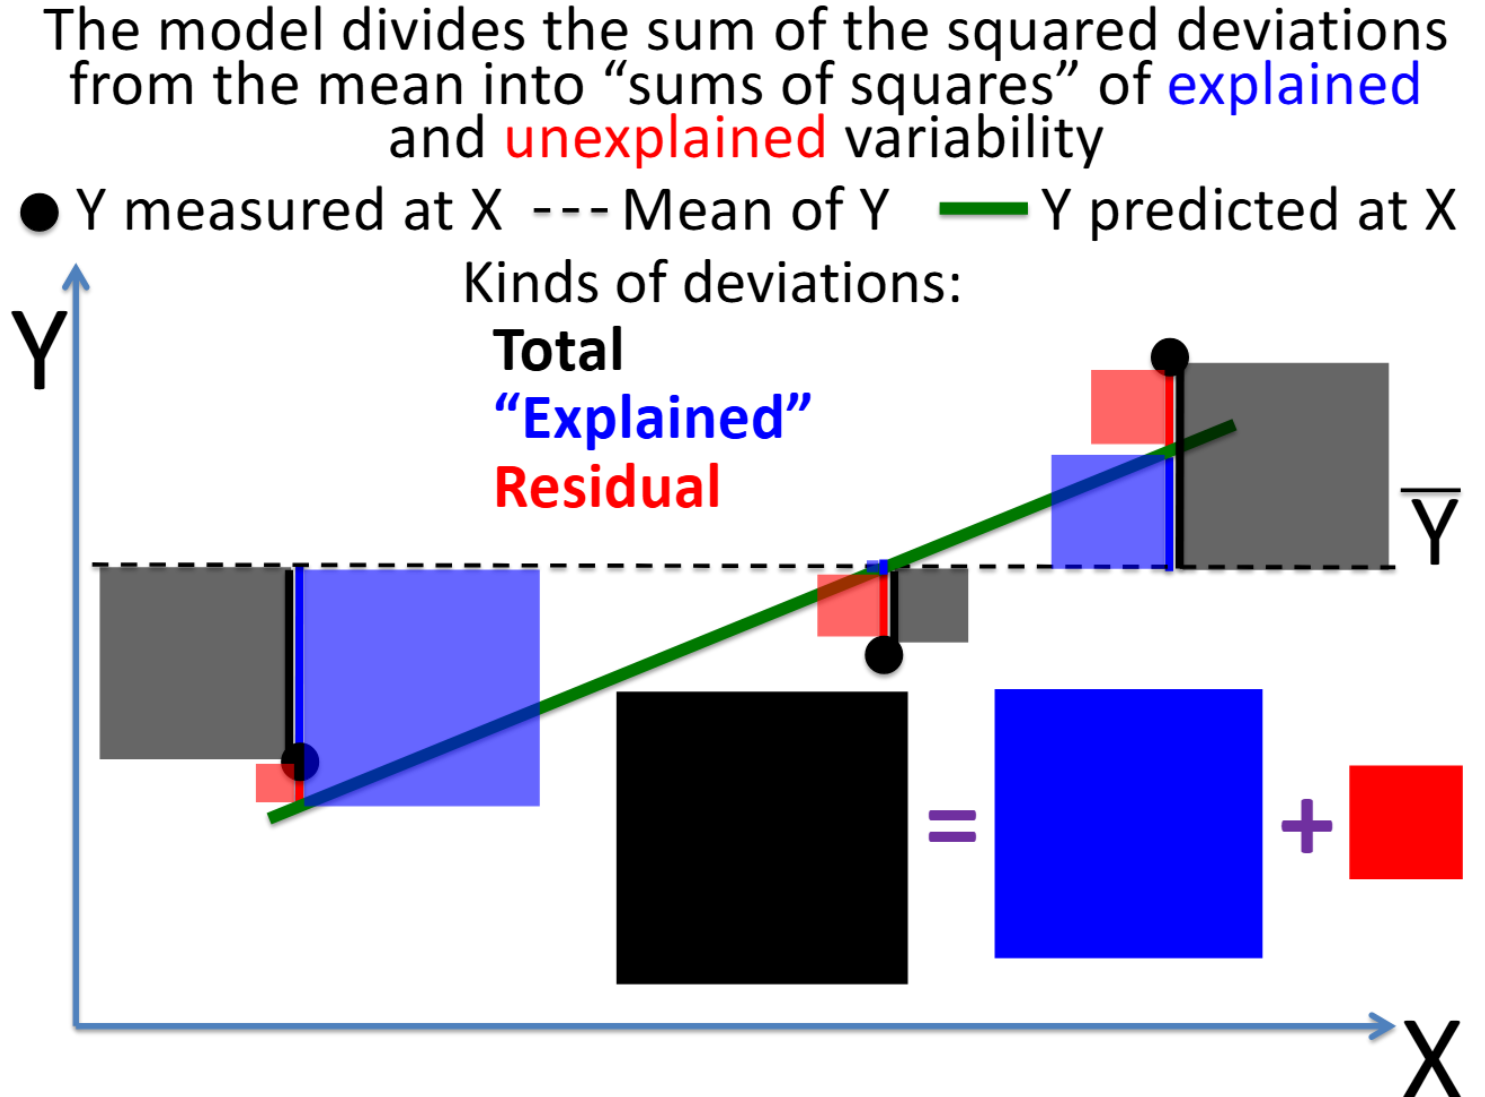 The model divides the sum of the squared deviations
from the mean into “sums of squares” of explained
and unexplained variability
Y measured at X --- Mean of Y Y predicted at X
Kinds of deviations:
Total
“Explained”
Residual
Y
Y̅
= +
X